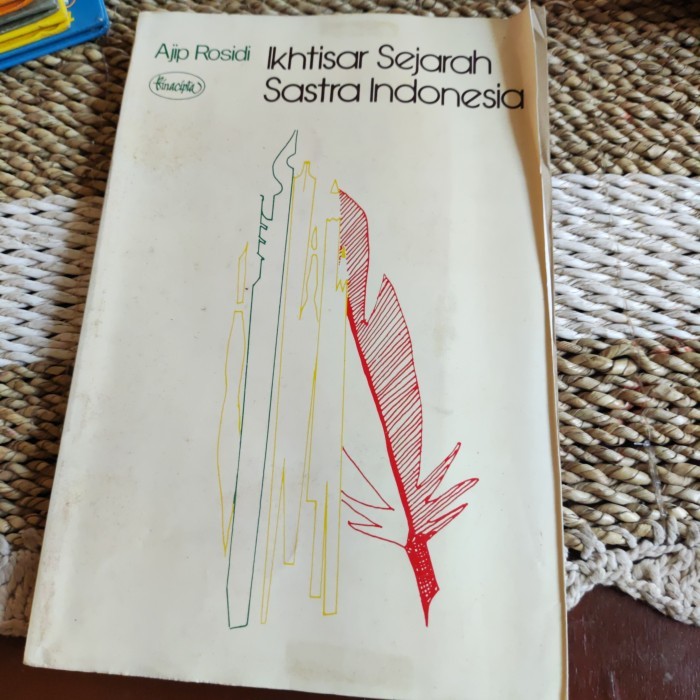 Ajip Rosidi
Ikhtisar Sejarah
Sastra Indonesia
Binacipta